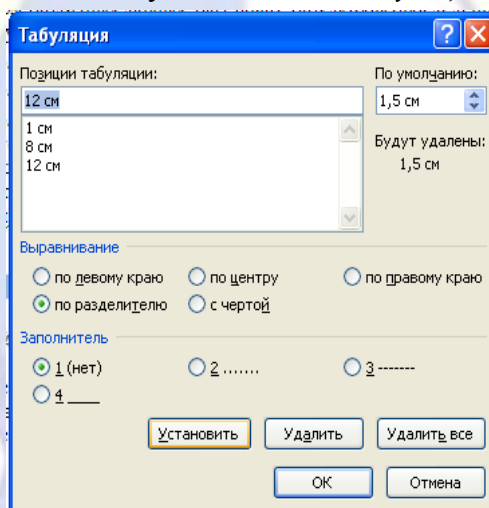 Табуляция
Позиции табуляции:
По умолчанию:
12 см
1,5 см
1 см
8 см
12 см
Будут удалены:
1,5 см
Выравнивание
по левому краю по центру по правому краю
по разделителю с чертой
Заполнитель
1 (нет) 2 ....... 3 -------
4 ____
Установить Удалить Удалить все
ОК Отмена